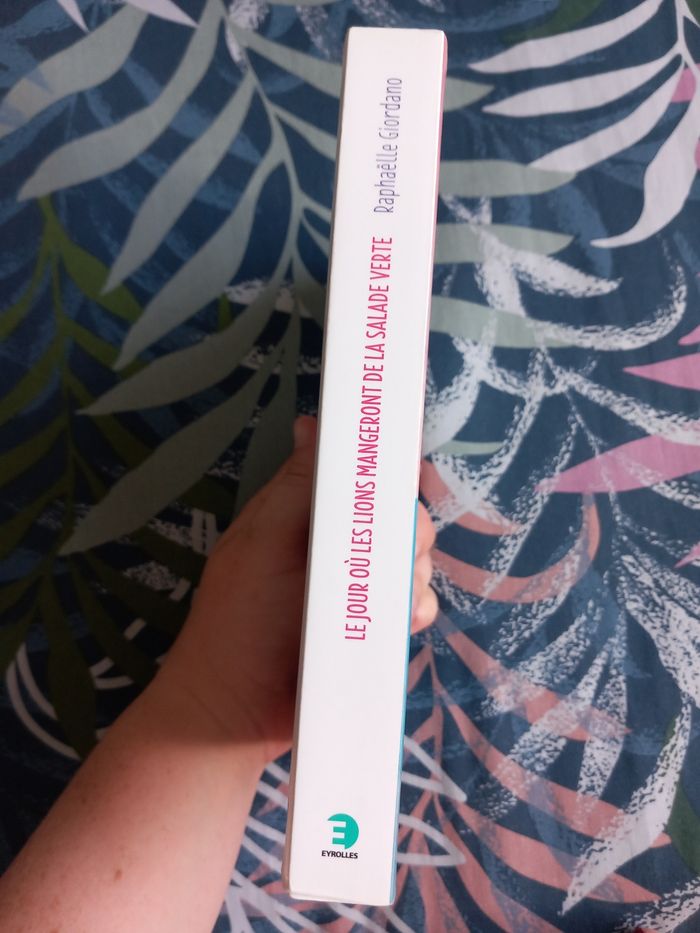 Raphaëlle Giordano
LE JOUR OÙ LES LIONS MANGERONT DE LA SALADE VERTE
E
EYROLLES